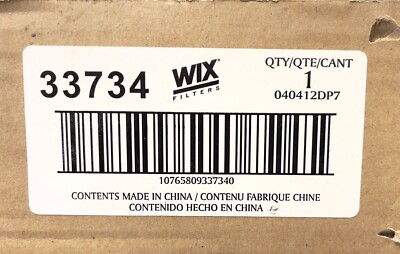 33734
WIX
FILTERS
QTY/QTE/CANT
1
040412DP7
10765809337340
CONTENTS MADE IN CHINA / CONTENU FABRIQUE CHINE
CONTENIDO HECHO EN CHINA